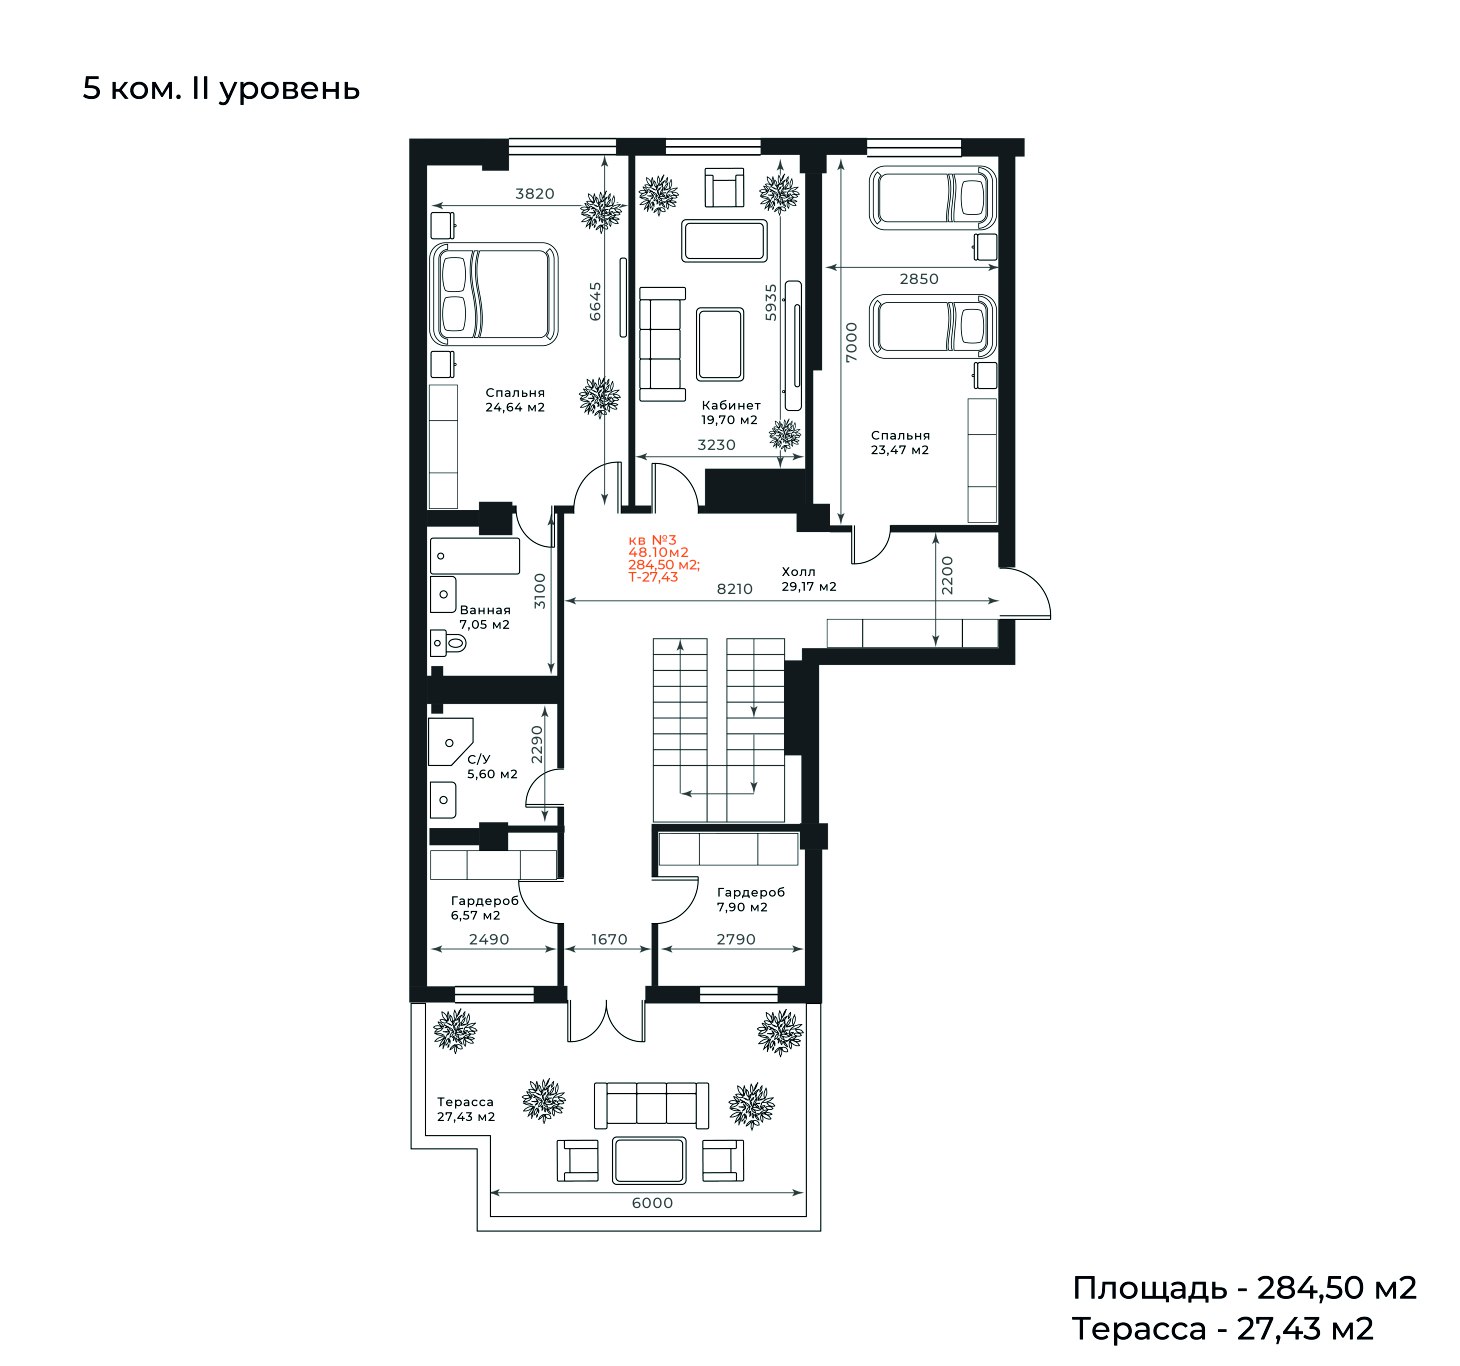 5 ком. II уровень
3820
6645
5935
2850
7000
Спальня
24,64 м2
Кабинет
19,70 м2
3230
Спальня
23,47 м2
кв №3
48.10м2
284,50 м2;
Т-27,43
Холл
29,17 м2
8210
2200
3100
Ванная
7,05 м2
2290
С/У
5,60 м2
Гардероб
6,57 м2
Гардероб
7,90 м2
2490
1670
2790
Терасса
27,43 м2
6000
Площадь - 284,50 м2
Терасса - 27,43 м2